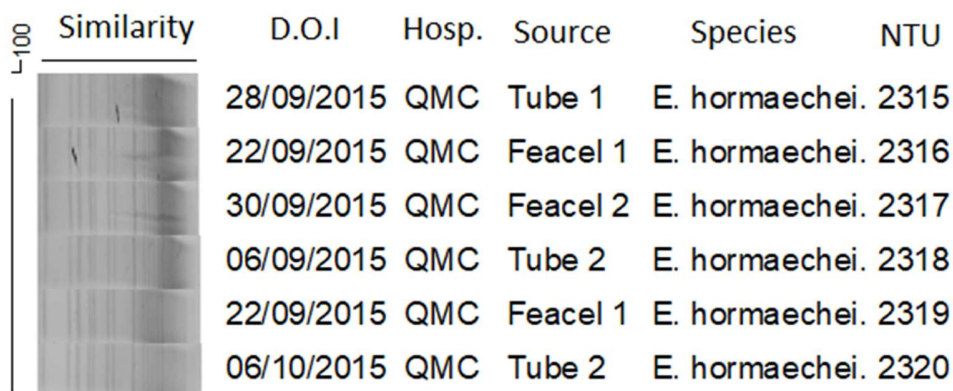 100 Similarity D.O.I Hosp. Source Species NTU
28/09/2015 QMC Tube 1 E. hormaechei. 2315
22/09/2015 QMC Feacel 1 E. hormaechei. 2316
30/09/2015 QMC Feacel 2 E. hormaechei. 2317
06/09/2015 QMC Tube 2 E. hormaechei. 2318
22/09/2015 QMC Feacel 1 E. hormaechei. 2319
06/10/2015 QMC Tube 2 E. hormaechei. 2320